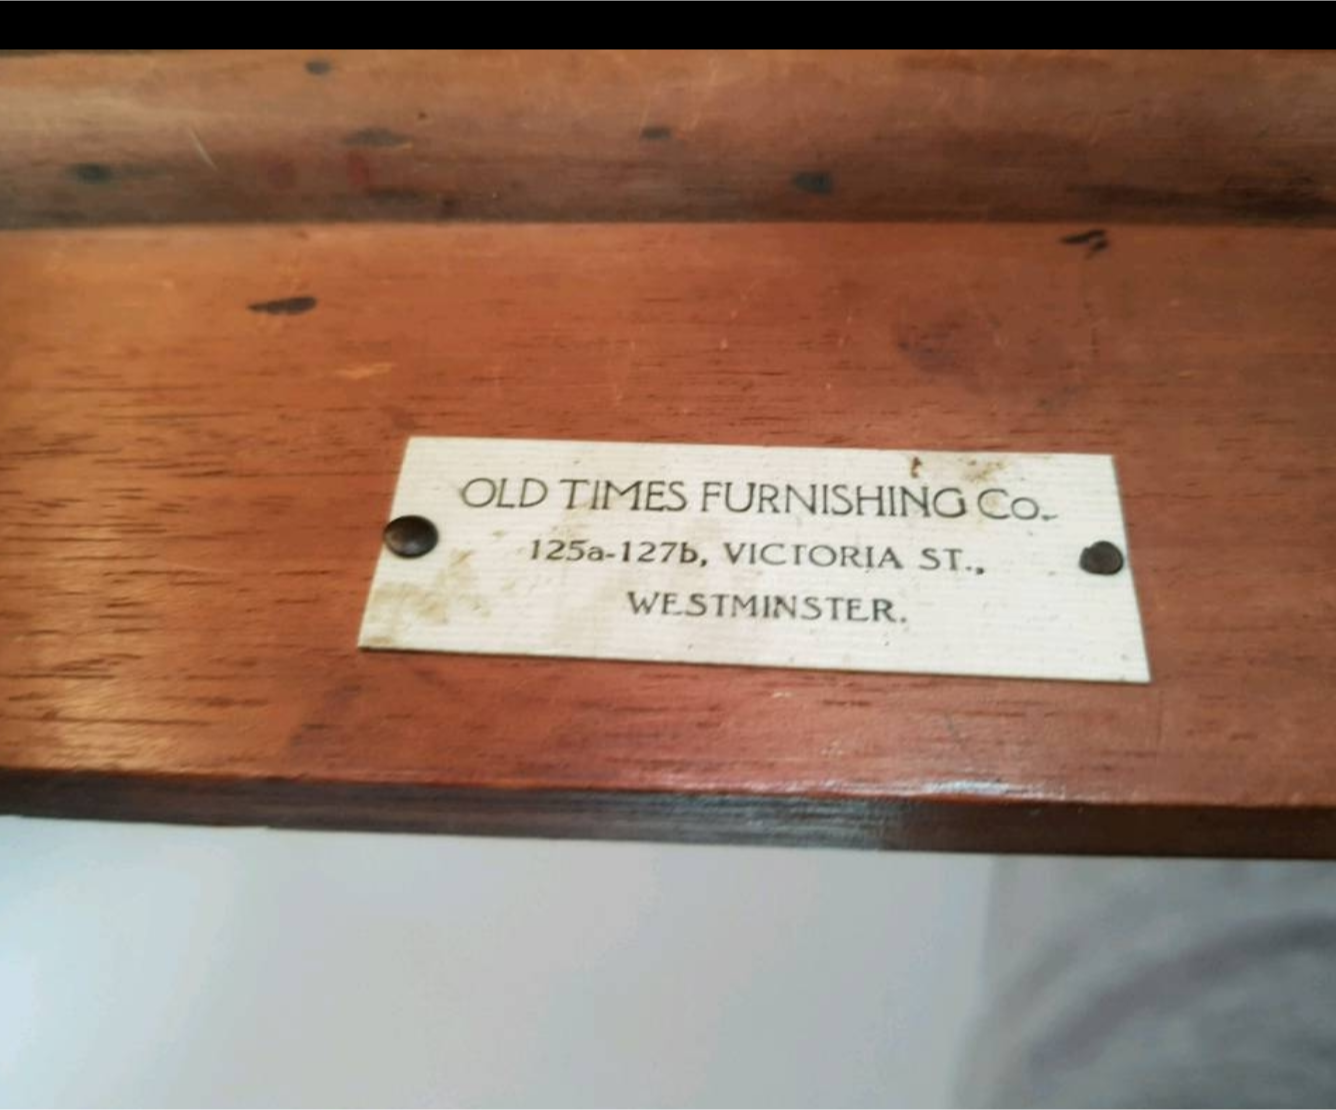 OLD TIMES FURNISHING Co.
125a-127b, VICTORIA ST.,
WESTMINSTER.